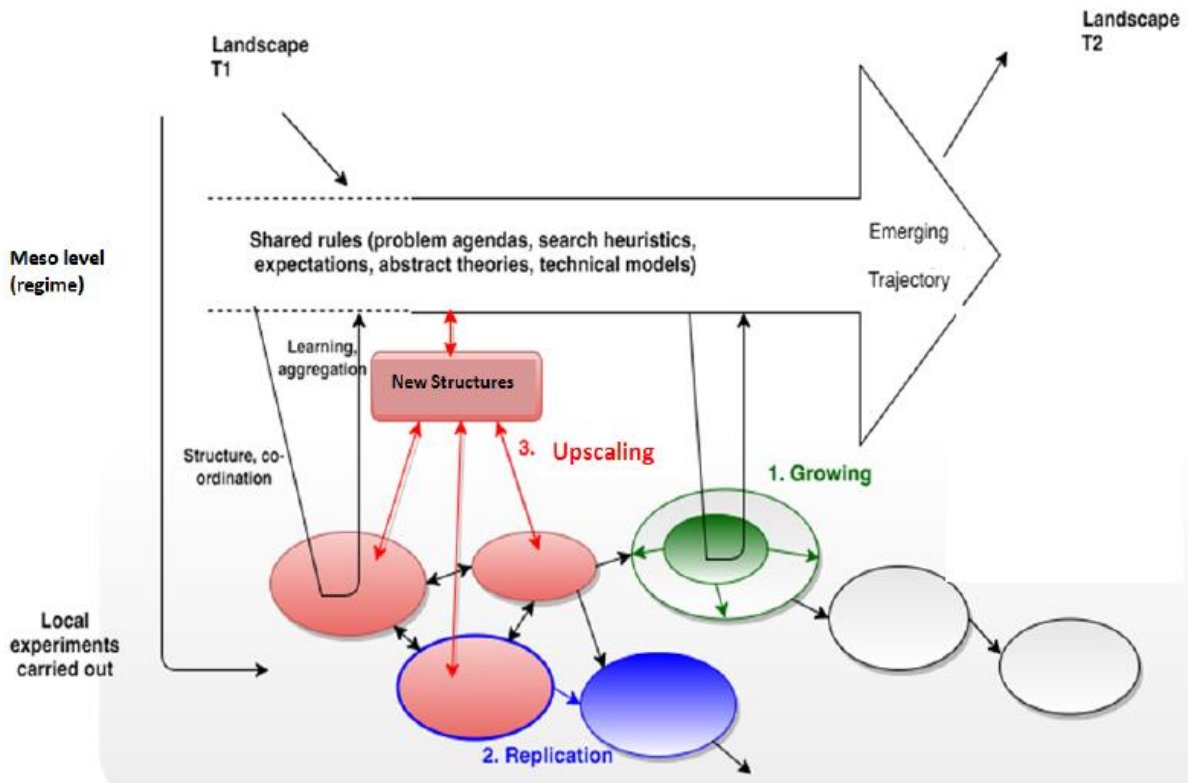 Landscape
T1
Landscape
T2
Shared rules (problem agendas, search heuristics,
expectations, abstract theories, technical models)
Emerging
Trajectory
Meso level
(regime)
Learning,
aggregation
New Structures
Structure, co-
ordination
3. Upscaling
1. Growing
Local
experiments
carried out
2. Replication